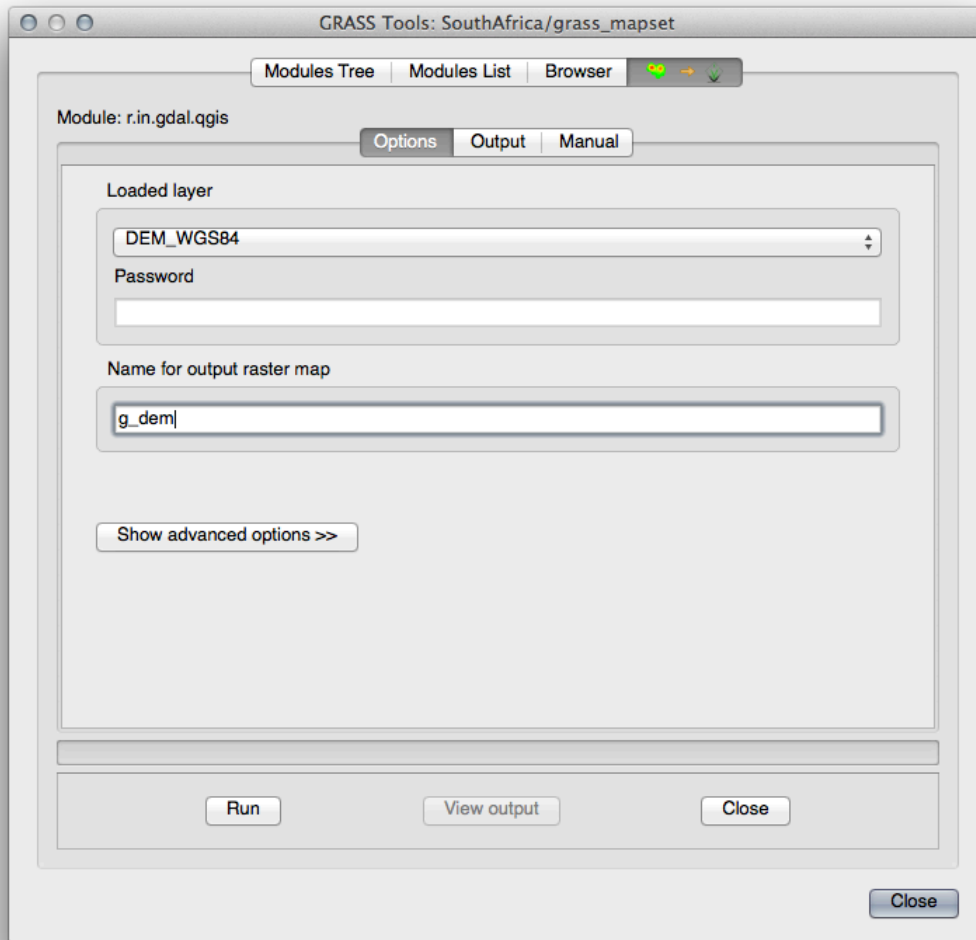 GRASS Tools: SouthAfrica/grass_mapset
Modules Tree Modules List Browser
Module: r.in.gdal.qgis
Options Output Manual
Loaded layer
DEM_WGS84
Password
Name for output raster map
g_dem
Show advanced options >>
Run View output Close
Close